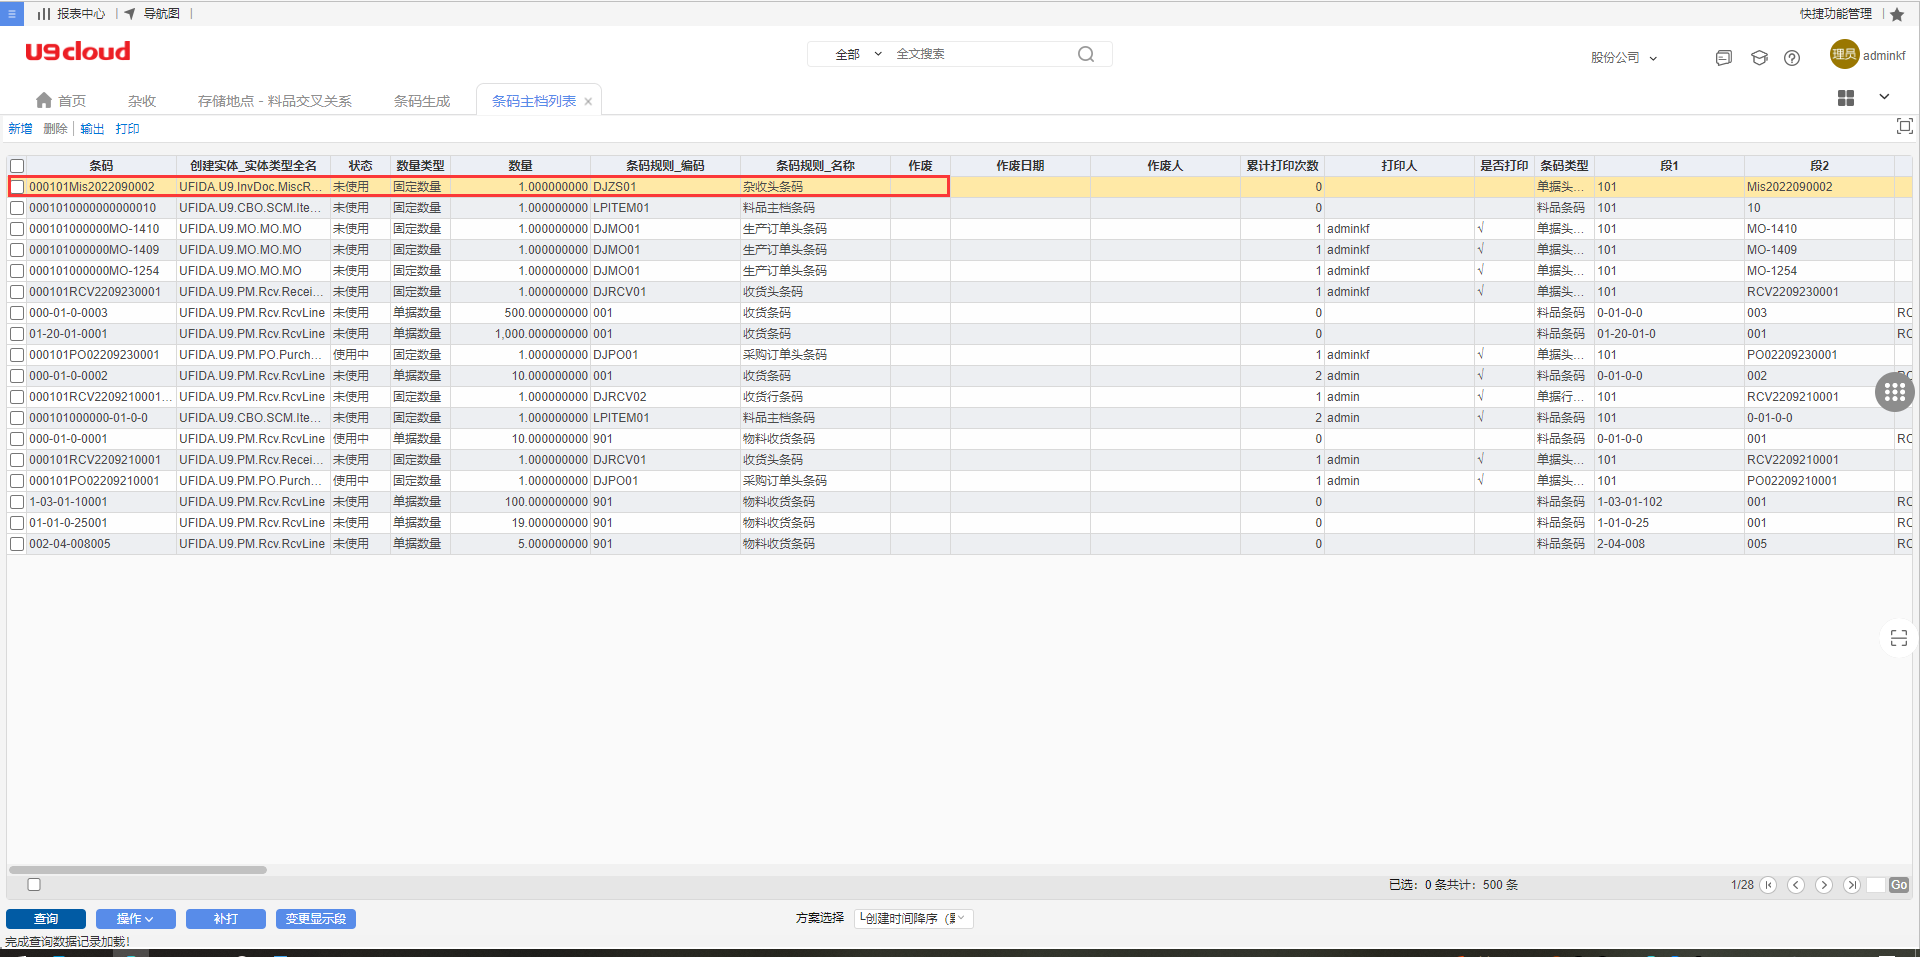 报表中心 | 导航图 | 快捷功能管理 |
U9cloud 全部 全文搜索 股份公司 理员 adminkf
首页 杂收 存储地点 - 料品交叉关系 条码生成 条码主档列表 ×
新增 删除 | 输出 打印
条码 创建实体_实体类型全名 状态 数量类型 数量 条码规则_编码 条码规则_名称 作废 作废日期 作废人 累计打印次数 打印人 是否打印 条码类型 段1 段2
000101Mis2022090002 UFIDA.U9.InvDoc.MiscR... 未使用 固定数量 1.000000000 DJZS01 杂收头条码 0 单据头... 101 Mis2022090002
0001010000000000010 UFIDA.U9.CBO.SCM.Ite... 未使用 固定数量 1.000000000 LPITEM01 料品主档条码 0 料品条码 101 10
000101000000MO-1410 UFIDA.U9.MO.MO.MO 未使用 固定数量 1.000000000 DJMO01 生产订单头条码 1 adminkf √ 单据头... 101 MO-1410
000101000000MO-1409 UFIDA.U9.MO.MO.MO 未使用 固定数量 1.000000000 DJMO01 生产订单头条码 1 adminkf √ 单据头... 101 MO-1409
000101000000MO-1254 UFIDA.U9.MO.MO.MO 未使用 固定数量 1.000000000 DJMO01 生产订单头条码 1 adminkf √ 单据头... 101 MO-1254
000101RCV2209230001 UFIDA.U9.PM.Rcv.Recei... 未使用 固定数量 1.000000000 DJRCV01 收货头条码 1 adminkf √ 单据头... 101 RCV2209230001
000-01-0-0003 UFIDA.U9.PM.Rcv.RcvLine 未使用 单据数量 500.000000000 001 收货条码 0 料品条码 0-01-0-0 003 RC
01-20-01-0001 UFIDA.U9.PM.Rcv.RcvLine 未使用 单据数量 1,000.000000000 001 收货条码 0 料品条码 01-20-01-0 001 RC
000101PO02209230001 UFIDA.U9.PM.PO.Purch... 使用中 固定数量 1.000000000 DJPO01 采购订单头条码 1 adminkf √ 单据头... 101 PO02209230001
000-01-0-0002 UFIDA.U9.PM.Rcv.RcvLine 未使用 单据数量 10.000000000 001 收货条码 2 admin √ 料品条码 0-01-0-0 002
000101RCV2209210001... UFIDA.U9.PM.Rcv.RcvLine 未使用 固定数量 1.000000000 DJRCV02 收货行条码 1 admin √ 单据行... 101 RCV2209210001
000101000000-01-0-0 UFIDA.U9.CBO.SCM.Ite... 未使用 固定数量 1.000000000 LPITEM01 料品主档条码 2 admin √ 料品条码 101 0-01-0-0
000-01-0-0001 UFIDA.U9.PM.Rcv.RcvLine 使用中 单据数量 10.000000000 901 物料收货条码 0 料品条码 0-01-0-0 001 RC
000101RCV2209210001 UFIDA.U9.PM.Rcv.Recei... 未使用 固定数量 1.000000000 DJRCV01 收货头条码 1 admin √ 单据头... 101 RCV2209210001
000101PO02209210001 UFIDA.U9.PM.PO.Purch... 使用中 固定数量 1.000000000 DJPO01 采购订单头条码 1 admin √ 单据头... 101 PO02209210001
1-03-01-10001 UFIDA.U9.PM.Rcv.RcvLine 未使用 单据数量 100.000000000 901 物料收货条码 0 料品条码 1-03-01-102 001 RC
01-01-0-25001 UFIDA.U9.PM.Rcv.RcvLine 未使用 单据数量 19.000000000 901 物料收货条码 0 料品条码 1-01-0-25 001 RC
002-04-008005 UFIDA.U9.PM.Rcv.RcvLine 未使用 单据数量 5.000000000 901 物料收货条码 0 料品条码 2-04-008 005 RC
已选：0 条共计：500 条 1/28 Go
查询 操作 补打 变更显示段 方案选择 └创建时间降序（
完成查询数据记录加载！